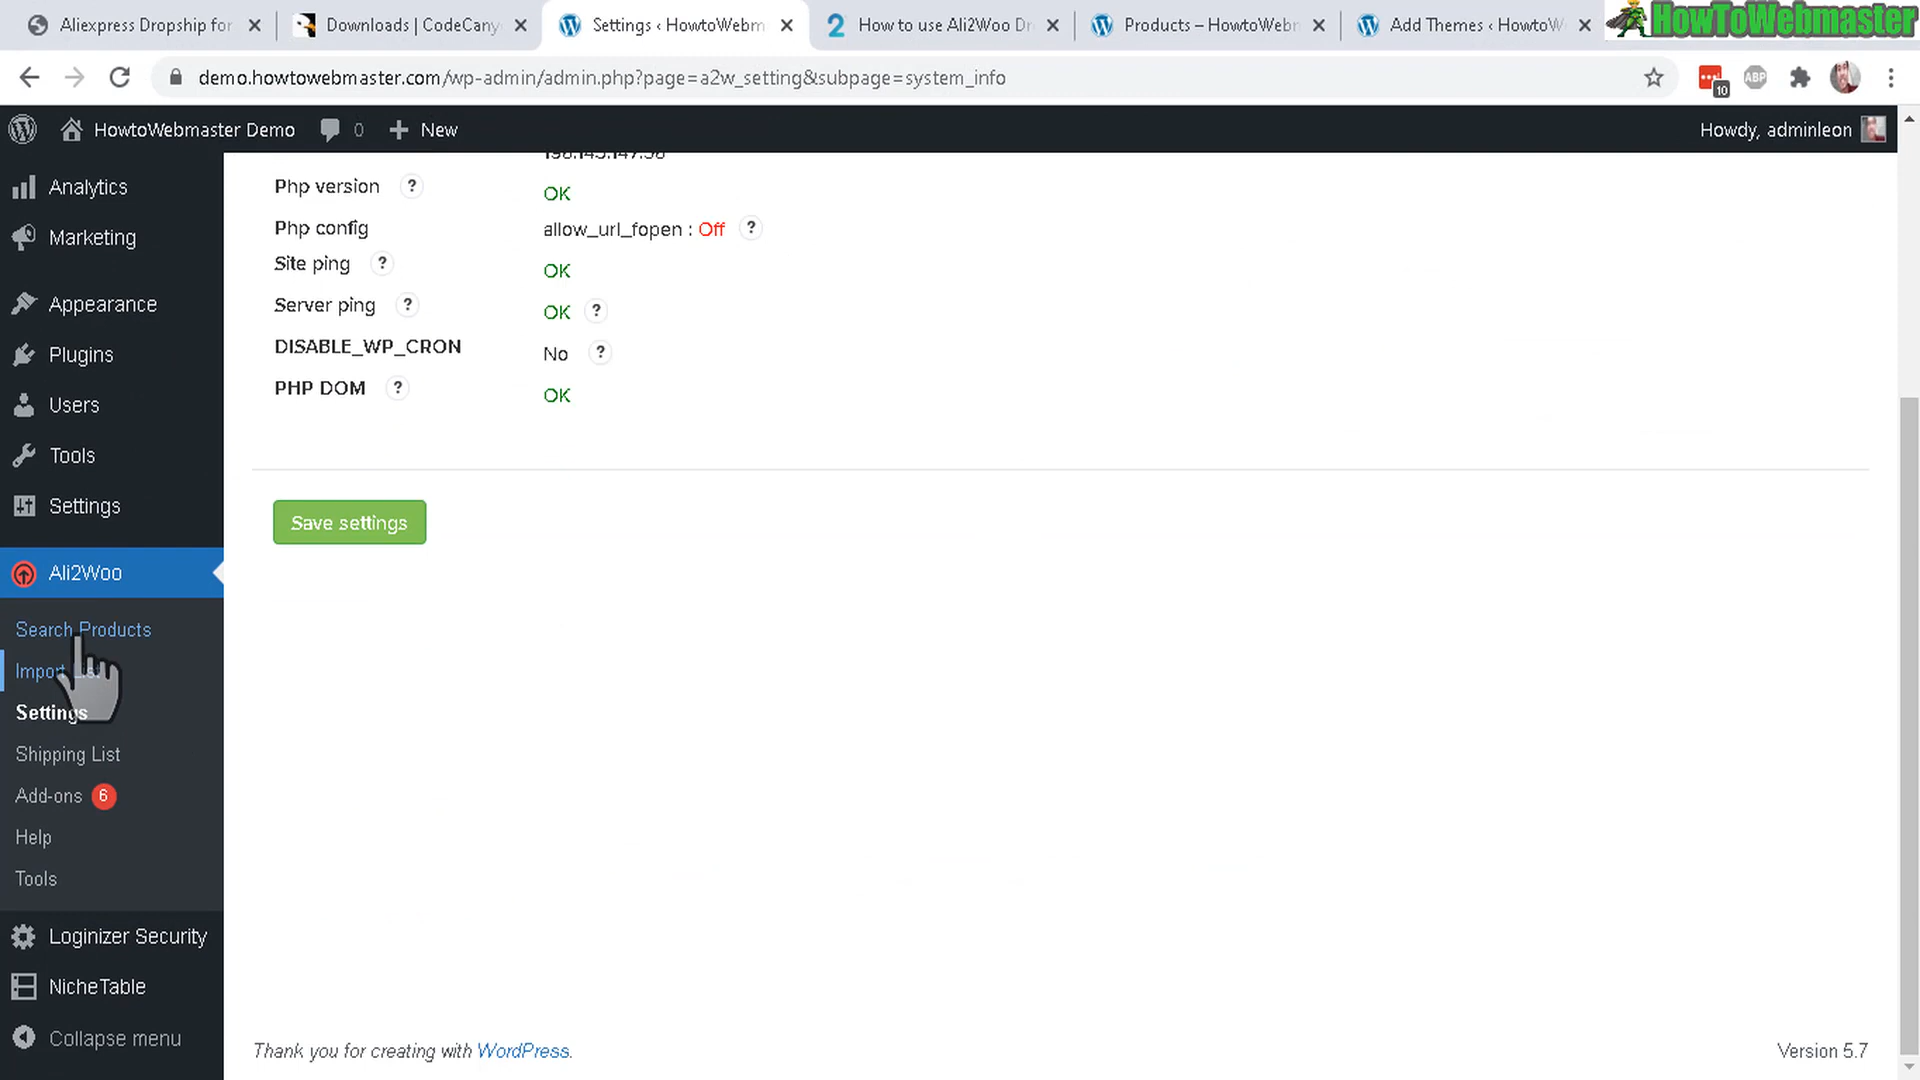 Aliexpress Dropship for
Downloads | CodeCany
Settings ‹ HowtoWebm
How to use Ali2Woo Dr
Products – HowtoWebn
Add Themes ‹ HowtoW
HowToWebmaster
demo.howtowebmaster.com/wp-admin/admin.php?page=a2w_setting&subpage=system_info
10
ABP
HowtoWebmaster Demo
0
New
Howdy, adminleon
Analytics
Marketing
Appearance
Plugins
Users
Tools
Settings
Ali2Woo
Search Products
Import
Settings
Shipping List
Add-ons 6
Help
Tools
Loginizer Security
NicheTable
Collapse menu
Php version ? OK
Php config allow_url_fopen : Off ?
Site ping ? OK
Server ping ? OK ?
DISABLE_WP_CRON No ?
PHP DOM ? OK
Save settings
Thank you for creating with WordPress.
Version 5.7